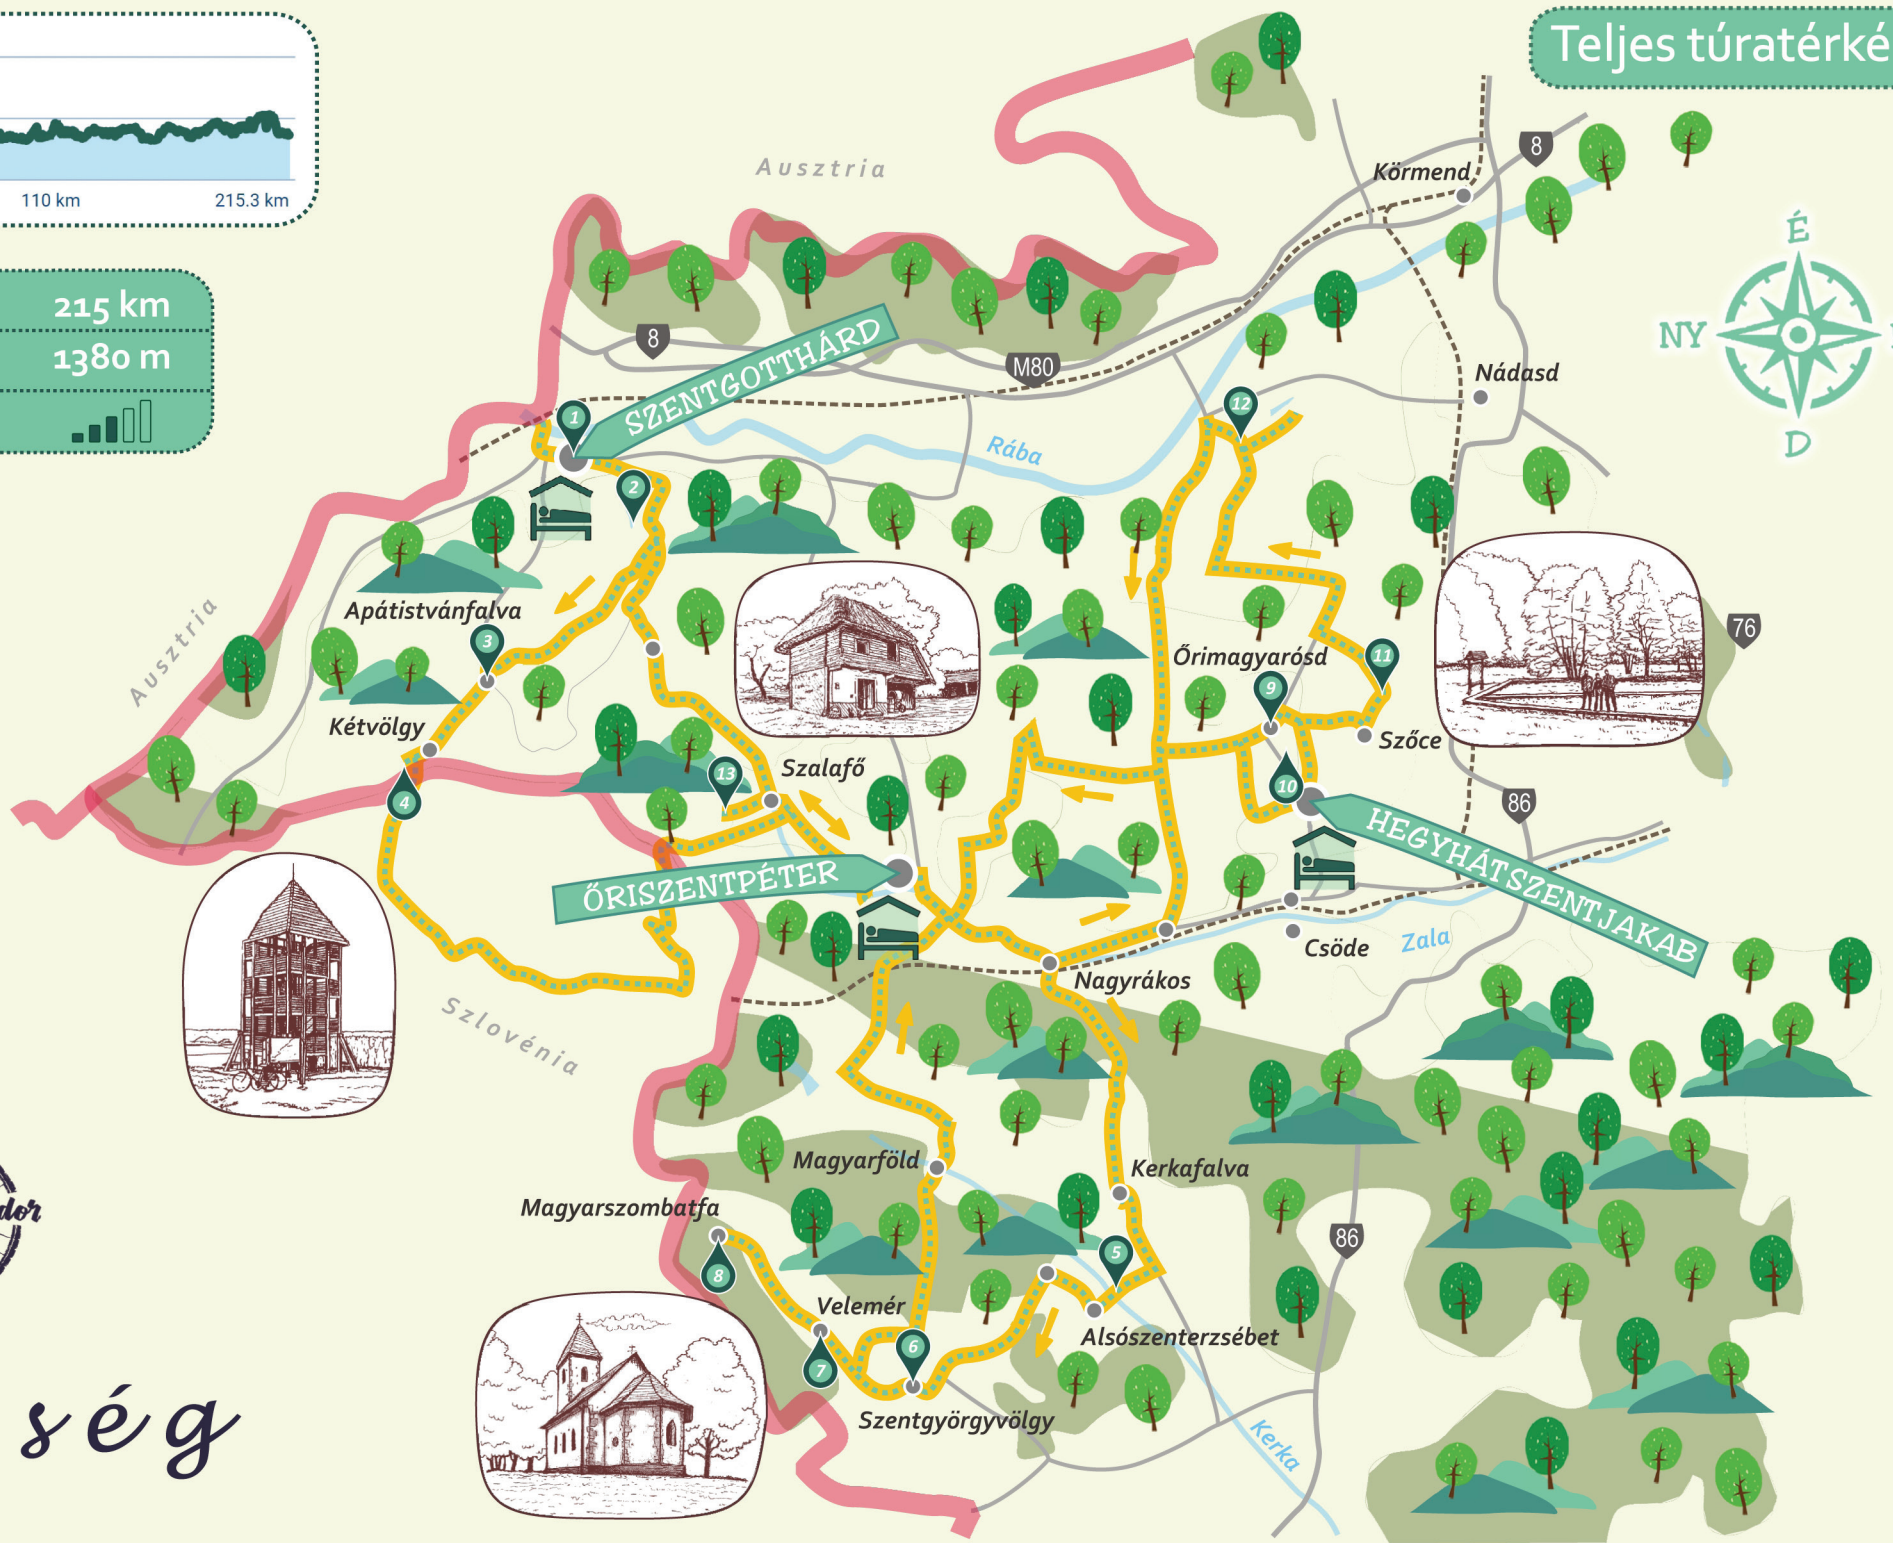 Teljes túratérké
110 km
215.3 km
215 km
1380 m
Ausztria
Körmend
8
É
NY
D
8
M80
SZENTGOTTHÁRD
1
2
12
Nádasd
Rába
Apátistvánfalva
3
Ausztria
Őrimagyarósd
11
76
9
Kétvölgy
Szőce
Szalafő
13
10
4
86
HEGYHÁTSZENTJAKAB
ŐRISZENTPÉTER
Csöde
Zala
Nagyrákos
Szlovénia
Magyarföld
Kerkafalva
dor
Magyarszombatfa
86
5
8
Velemér
6
Alsószenterzsébet
7
Szentgyörgyvölgy
ség
Kerka